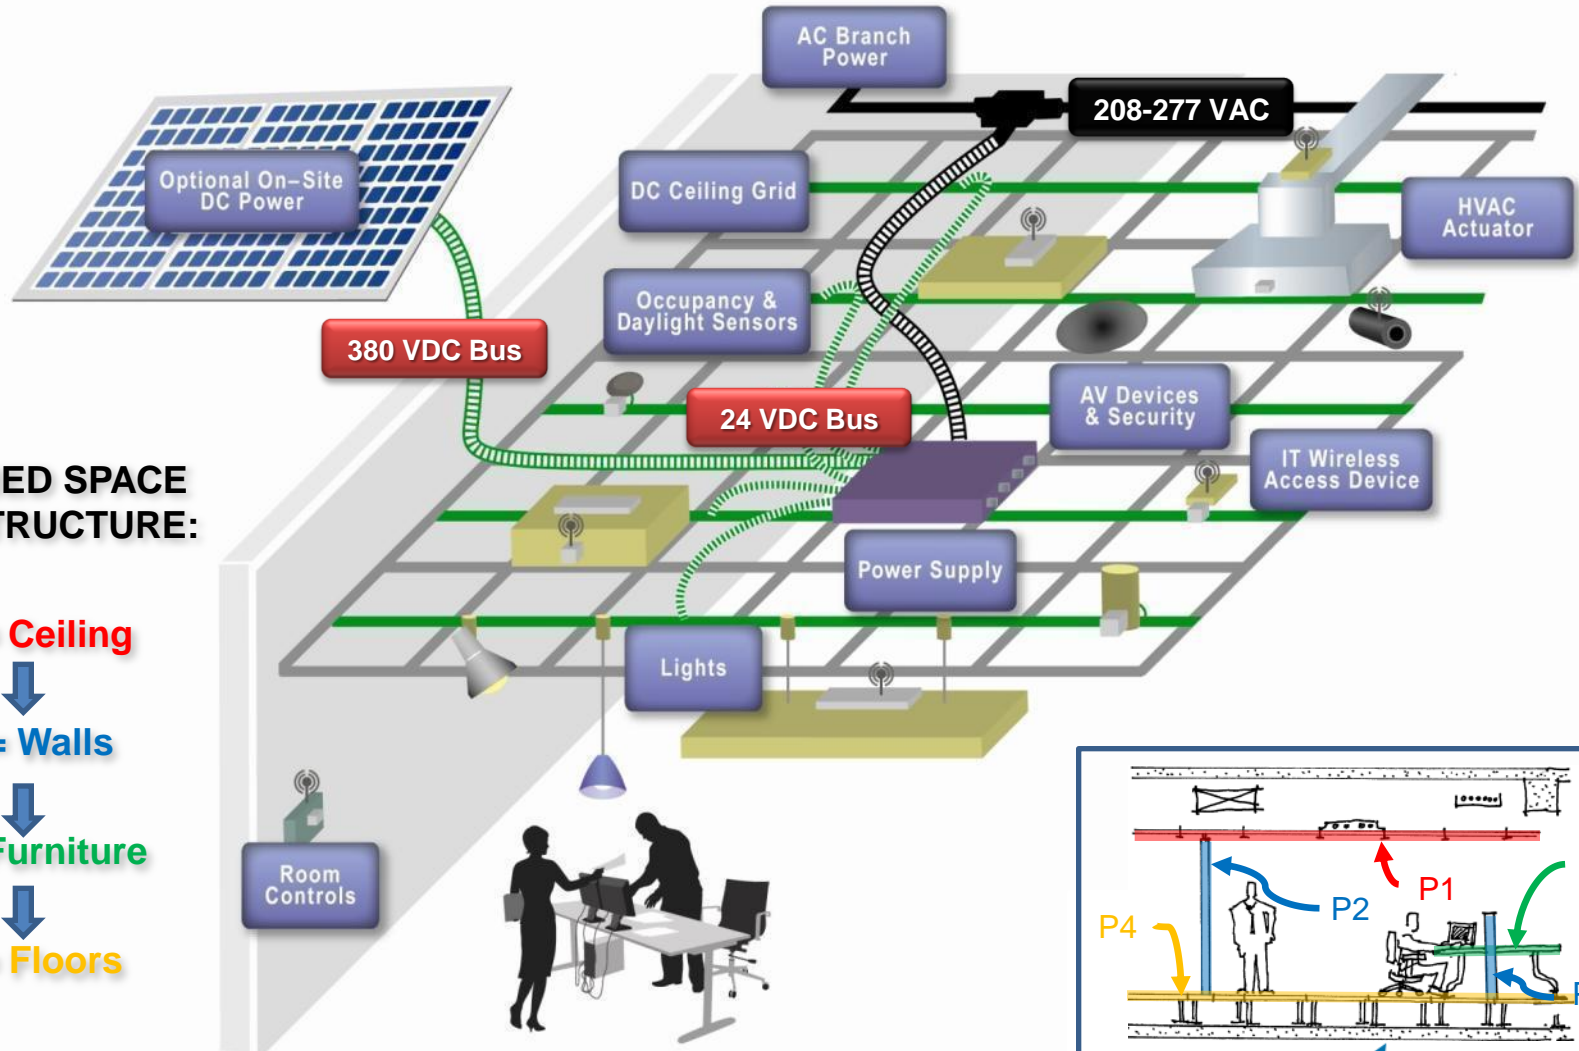 AC Branch
Power
208-277 VAC
Optional On-Site
DC Power
DC Ceiling Grid
HVAC
Actuator
Occupancy &
Daylight Sensors
380 VDC Bus
24 VDC Bus
AV Devices
& Security
IT Wireless
Access Device
ED SPACE
TRUCTURE:
Power Supply
Ceiling
Lights
= Walls
Furniture
Room
Controls
Floors
P1
P2
P4